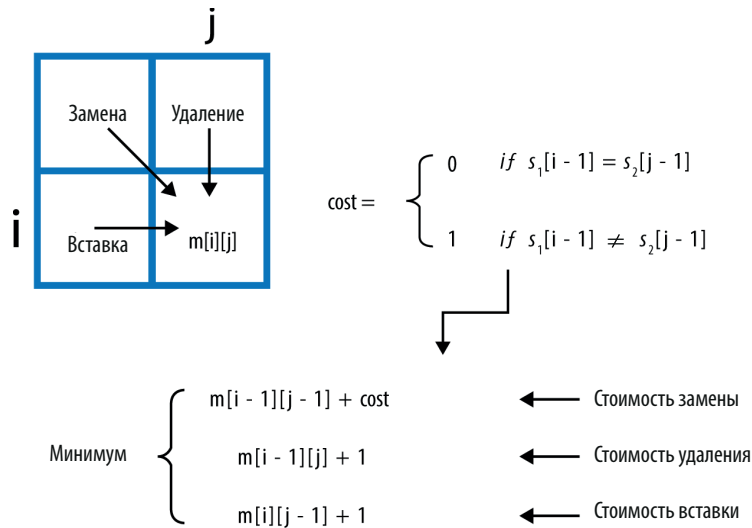 j
Замена Удаление
i
Вставка m[i][j]
cost =
0 if s₁[i - 1] = s₂[j - 1]
1 if s₁[i - 1] ≠ s₂[j - 1]
Минимум
m[i - 1][j - 1] + cost Стоимость замены
m[i - 1][j] + 1 Стоимость удаления
m[i][j - 1] + 1 Стоимость вставки